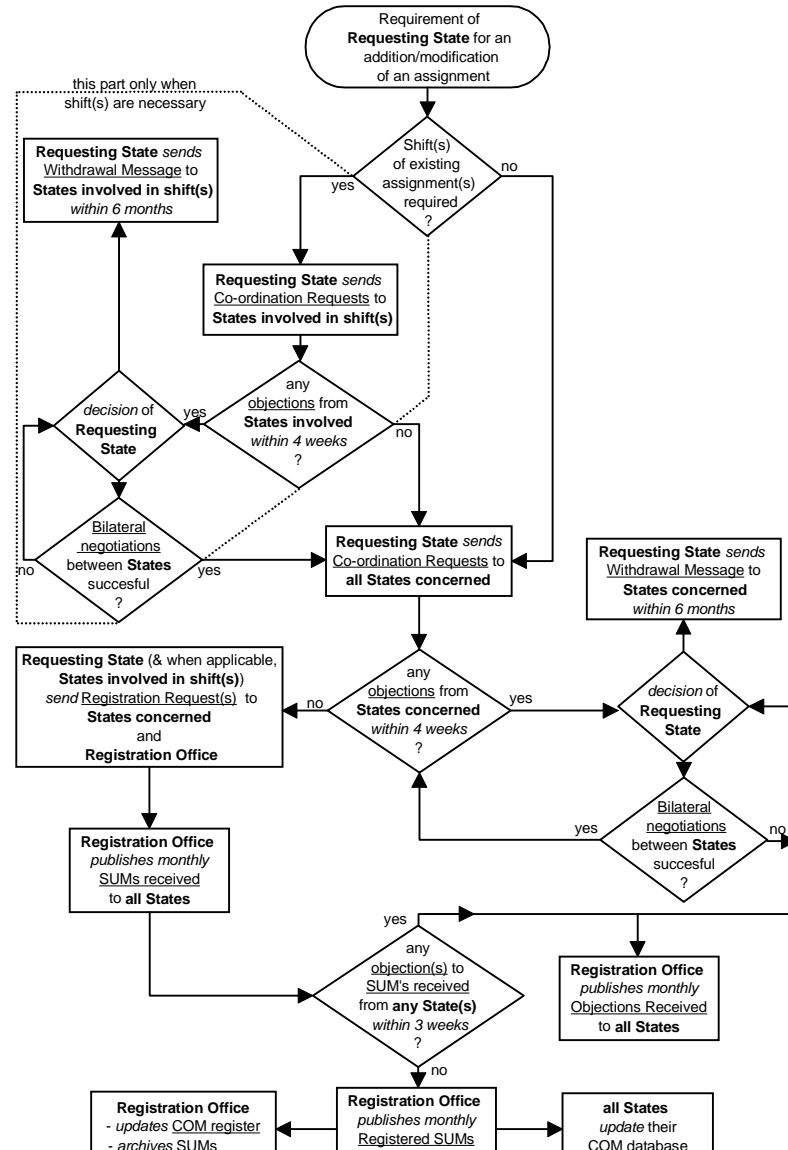 Requirement of
Requesting State for an
addition/modification
of an assignment
this part only when
shift(s) are necessary
Shift(s)
of existing
assignment(s)
required
?
yes
no
Requesting State sends
Withdrawal Message to
States involved in shift(s)
within 6 months
Requesting State sends
Co-ordination Requests to
States involved in shift(s)
any
objections from
States involved
within 4 weeks
?
yes
no
decision of
Requesting
State
Bilateral
negotiations
between States
succesful
?
no
yes
Requesting State sends
Co-ordination Requests to
all States concerned
Requesting State sends
Withdrawal Message to
States concerned
within 6 months
Requesting State (& when applicable,
States involved in shift(s))
send Registration Request(s) to
States concerned
and
Registration Office
no
any
objections from
States concerned
within 4 weeks
?
yes
decision of
Requesting
State
Bilateral
negotiations
between States
succesful
?
yes
no
Registration Office
publishes monthly
SUMs received
to all States
yes
any
objection(s) to
SUM's received
from any State(s)
within 3 weeks
?
no
Registration Office
publishes monthly
Objections Received
to all States
Registration Office
- updates COM register
- archives SUMs
Registration Office
publishes monthly
Registered SUMs
all States
update their
COM database